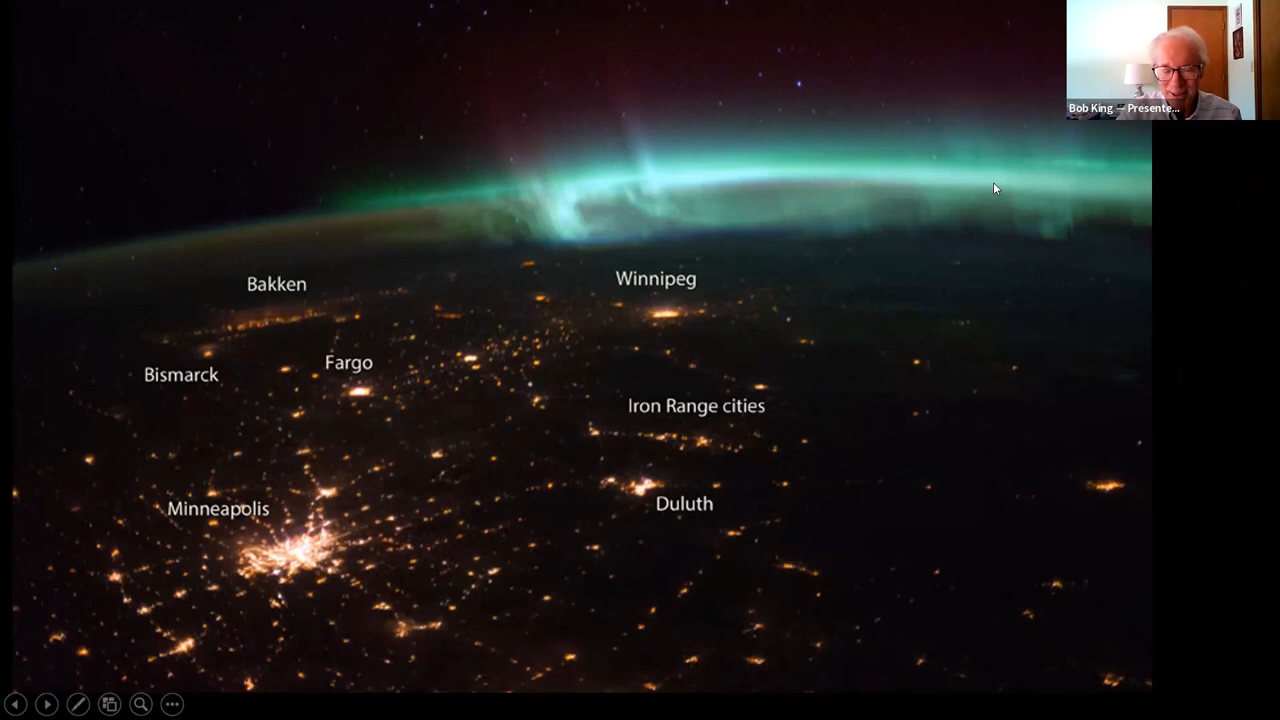 Bob King — Presente...
Bakken
Winnipeg
Fargo
Bismarck
Iron Range cities
Minneapolis
Duluth